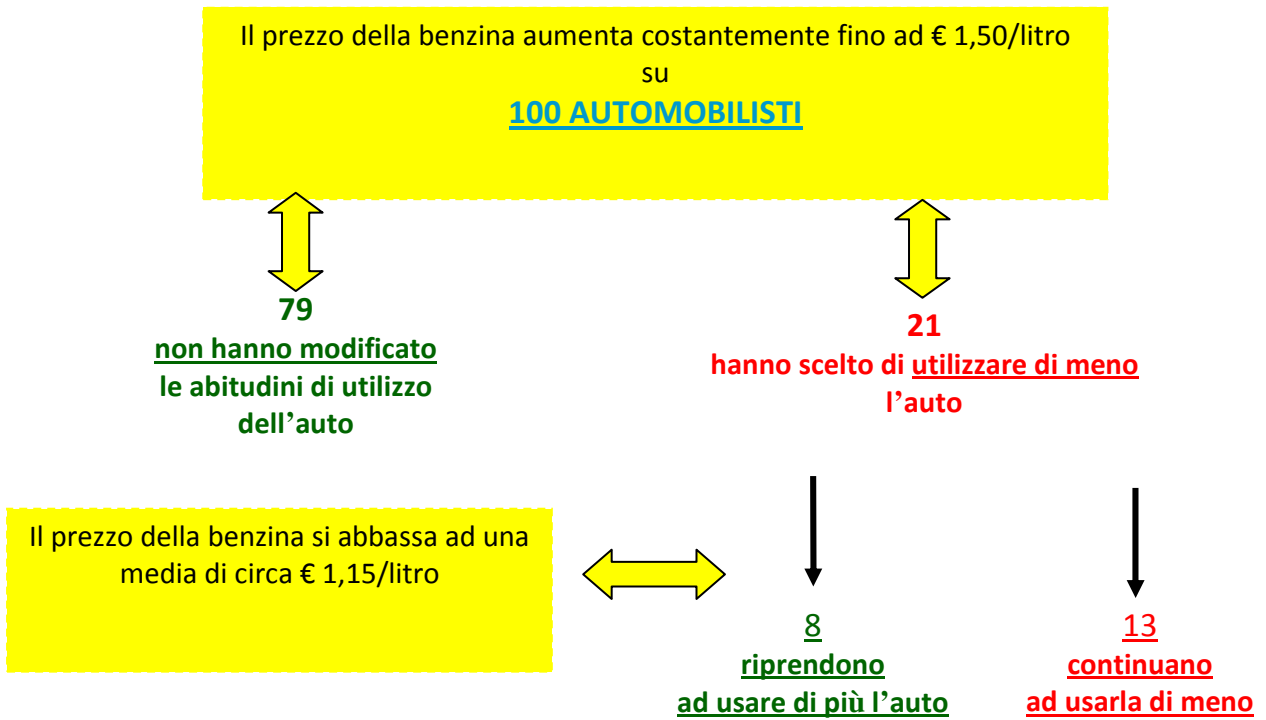 Il prezzo della benzina aumenta costantemente fino ad € 1,50/litro
su
100 AUTOMOBILISTI
79
non hanno modificato
le abitudini di utilizzo
dell’auto
21
hanno scelto di utilizzare di meno
l’auto
Il prezzo della benzina si abbassa ad una
media di circa € 1,15/litro
8
riprendono
ad usare di più l’auto
13
continuano
ad usarla di meno